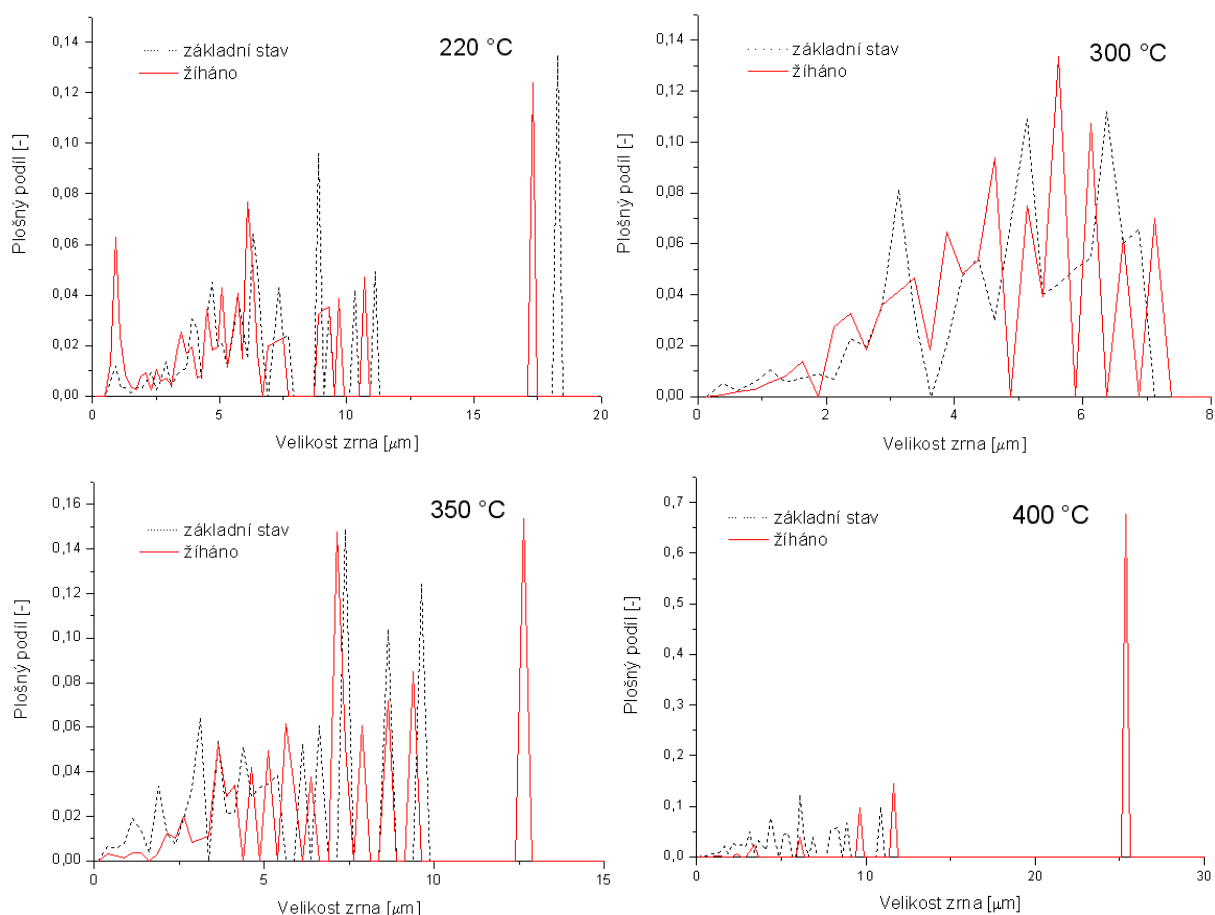 220 °C
základní stav
žíháno
0,14
0,12
0,10
0,08
0,06
0,04
0,02
0,00
Plošný podíl [-]
0 5 10 15 20
Velikost zrna [µm]
300 °C
základní stav
žíháno
0,14
0,12
0,10
0,08
0,06
0,04
0,02
0,00
Plošný podíl [-]
0 2 4 6 8
Velikost zrna [µm]
350 °C
základní stav
žíháno
0,16
0,14
0,12
0,10
0,08
0,06
0,04
0,02
0,00
Plošný podíl [-]
0 5 10 15
Velikost zrna [µm]
400 °C
základní stav
žíháno
0,7
0,6
0,5
0,4
0,3
0,2
0,1
0,0
Plošný podíl [-]
0 10 20 30
Velikost zrna [µm]